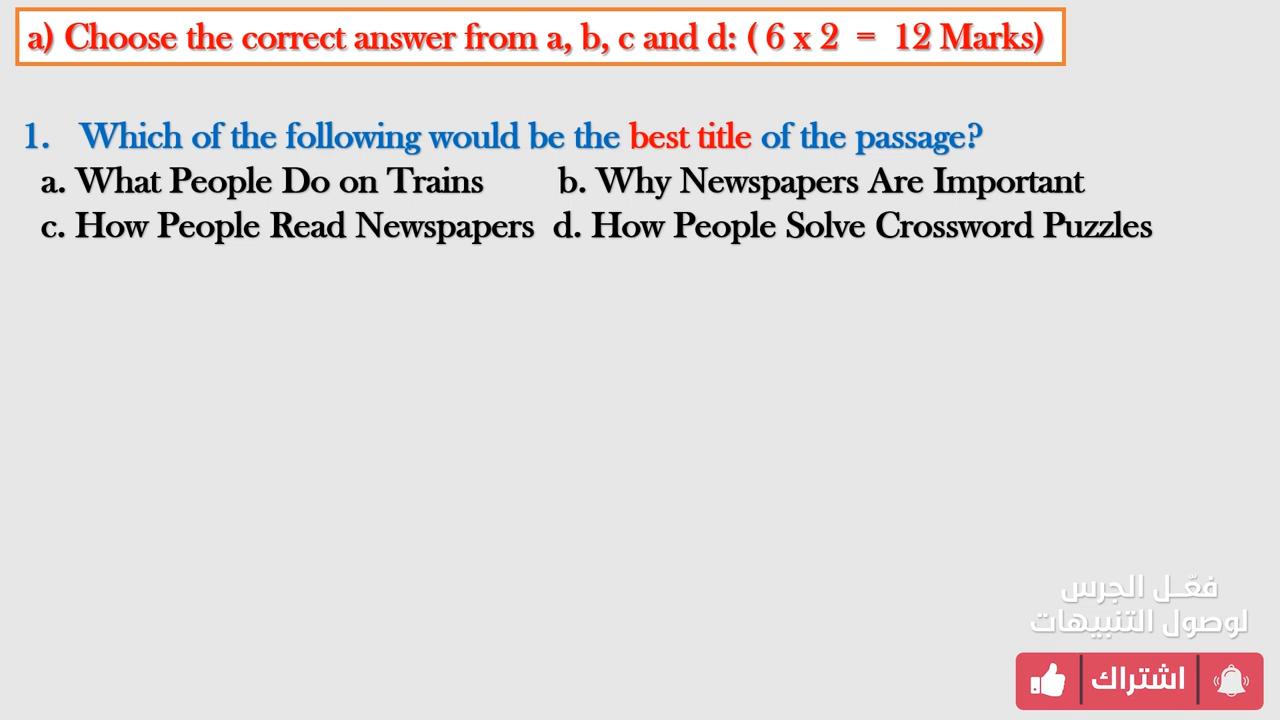 a) Choose the correct answer from a, b, c and d: ( 6 x 2 = 12 Marks)
1. Which of the following would be the best title of the passage?
a. What People Do on Trains b. Why Newspapers Are Important
c. How People Read Newspapers d. How People Solve Crossword Puzzles
فعّـل الجرس
لوصول التنبيهات
اشتراك